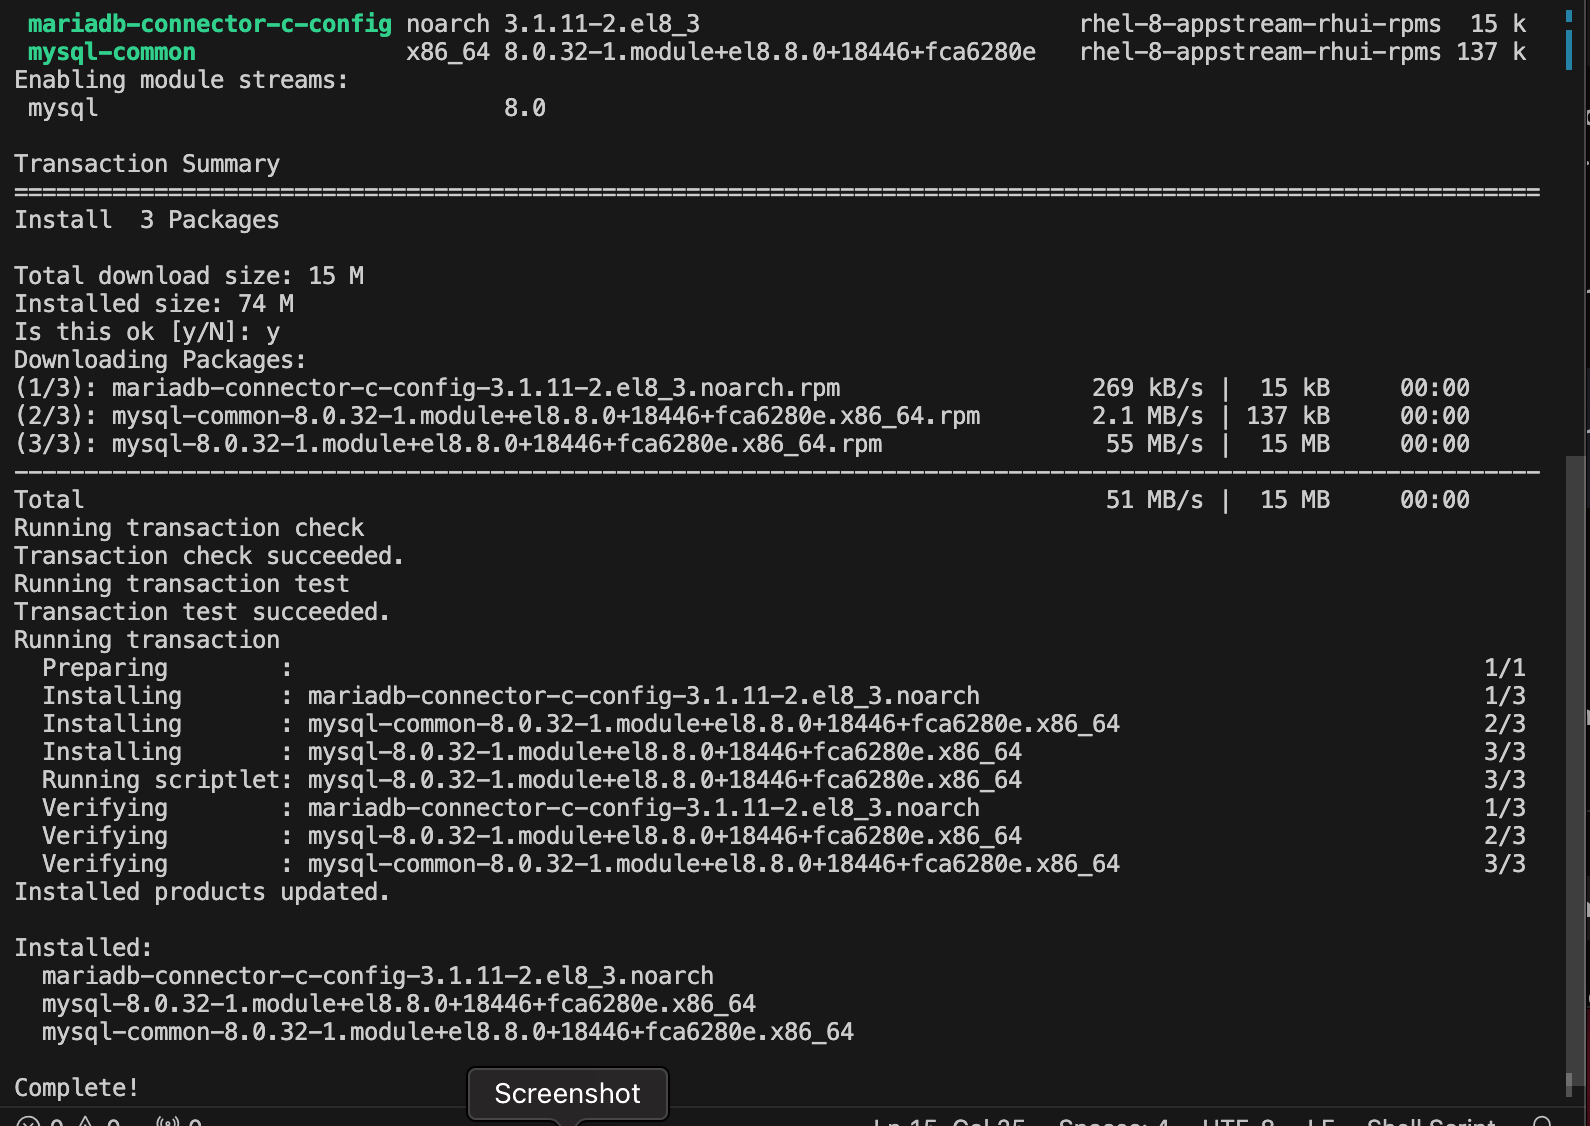 mariadb-connector-c-config noarch 3.1.11-2.el8_3 rhel-8-appstream-rhui-rpms 15 k
mysql-common x86_64 8.0.32-1.module+el8.8.0+18446+fca6280e rhel-8-appstream-rhui-rpms 137 k
Enabling module streams:
mysql 8.0
Transaction Summary
================================================================================
Install  3 Packages
Total download size: 15 M
Installed size: 74 M
Is this ok [y/N]: y
Downloading Packages:
(1/3): mariadb-connector-c-config-3.1.11-2.el8_3.noarch.rpm 269 kB/s | 15 kB 00:00
(2/3): mysql-common-8.0.32-1.module+el8.8.0+18446+fca6280e.x86_64.rpm 2.1 MB/s | 137 kB 00:00
(3/3): mysql-8.0.32-1.module+el8.8.0+18446+fca6280e.x86_64.rpm 55 MB/s | 15 MB 00:00
--------------------------------------------------------------------------------
Total 51 MB/s | 15 MB 00:00
Running transaction check
Transaction check succeeded.
Running transaction test
Transaction test succeeded.
Running transaction
Preparing : 1/1
Installing : mariadb-connector-c-config-3.1.11-2.el8_3.noarch 1/3
Installing : mysql-common-8.0.32-1.module+el8.8.0+18446+fca6280e.x86_64 2/3
Installing : mysql-8.0.32-1.module+el8.8.0+18446+fca6280e.x86_64 3/3
Running scriptlet: mysql-8.0.32-1.module+el8.8.0+18446+fca6280e.x86_64 3/3
Verifying : mariadb-connector-c-config-3.1.11-2.el8_3.noarch 1/3
Verifying : mysql-8.0.32-1.module+el8.8.0+18446+fca6280e.x86_64 2/3
Verifying : mysql-common-8.0.32-1.module+el8.8.0+18446+fca6280e.x86_64 3/3
Installed products updated.
Installed:
mariadb-connector-c-config-3.1.11-2.el8_3.noarch
mysql-8.0.32-1.module+el8.8.0+18446+fca6280e.x86_64
mysql-common-8.0.32-1.module+el8.8.0+18446+fca6280e.x86_64
Complete!
Screenshot
Ln 15, Col 25 Spaces: 4 UTF-8 LF Shell Script